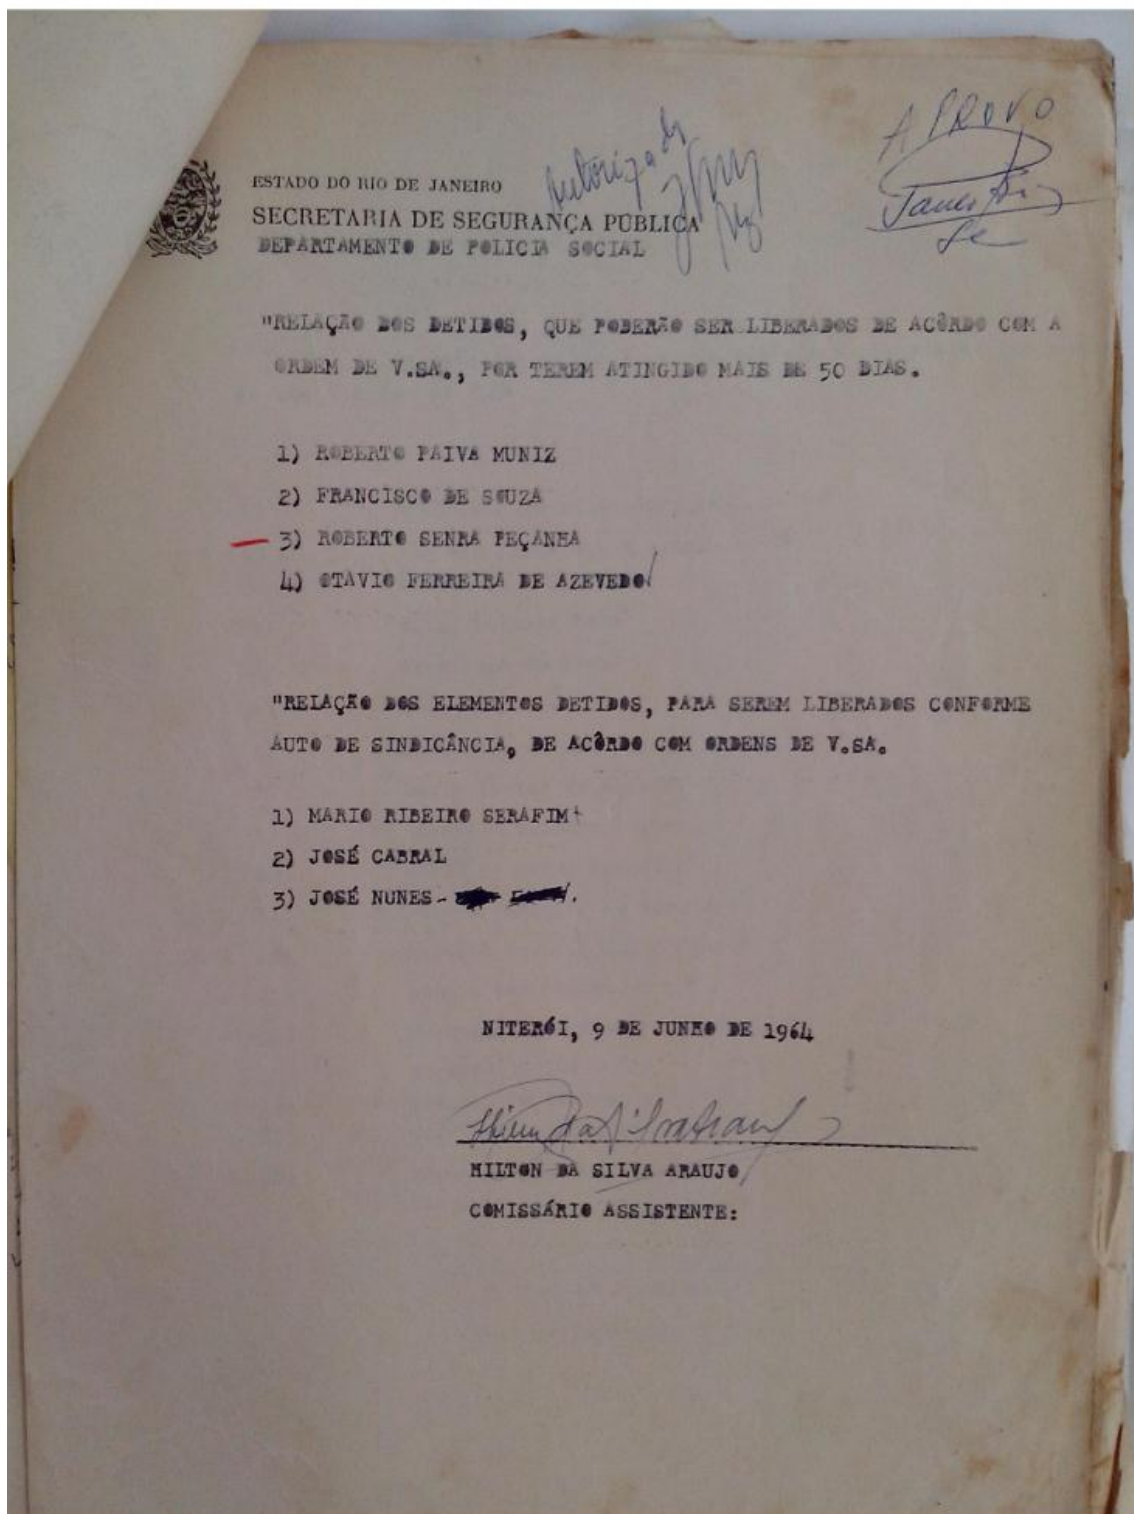 APROVO
Autorizado
ESTADO DO RIO DE JANEIRO
SECRETARIA DE SEGURANÇA PUBLICA
DEPARTAMENTO DE POLICIA SOCIAL
"RELAÇÃO DOS DETIDOS, QUE PODERÃO SER LIBERADOS DE ACÔRDO COM A
ORDEM DE V.SA., POR TEREM ATINGIDO MAIS DE 50 DIAS.
1) ROBERTO PAIVA MUNIZ
2) FRANCISCO DE SOUZA
3) ROBERTO SENRA PEÇANHA
4) OTAVIO FERREIRA DE AZEVEDO
"RELAÇÃO DOS ELEMENTOS DETIDOS, PARA SEREM LIBERADOS CONFORME
AUTO DE SINDICÂNCIA, DE ACÔRDO COM ORDENS DE V.SA.
1) MARIO RIBEIRO SERAFIM
2) JOSÉ CABRAL
3) JOSÉ NUNES-
NITERÓI, 9 DE JUNHO DE 1964
HILTON DA SILVA ARAUJO
COMISSÁRIO ASSISTENTE: